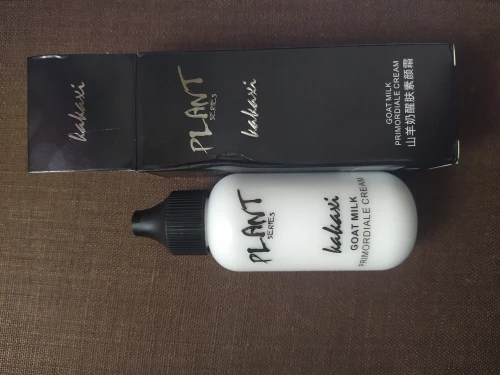 kakaxi
PLANT
SERIES
kakaxi
GOAT MILK
PRIMORDIALE CREAM
山羊奶醒肤素颜霜
PLANT
SERIES
kakaxi
GOAT MILK
PRIMORDIALE CREAM